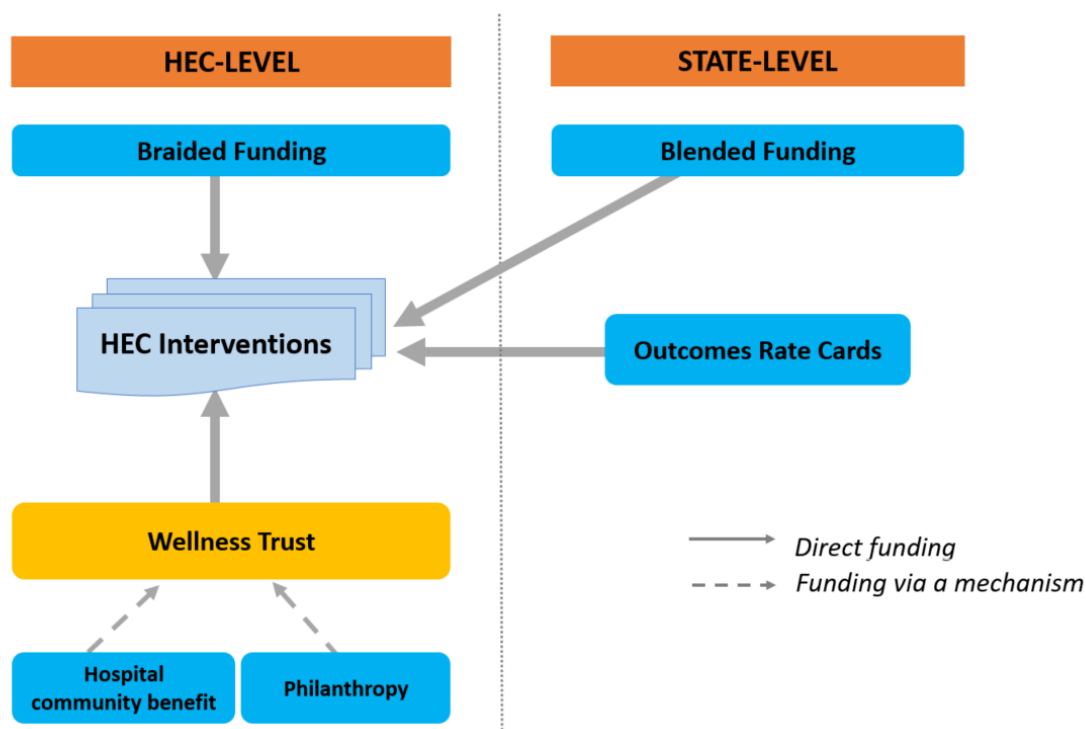 HEC-LEVEL
STATE-LEVEL
Braided Funding
Blended Funding
HEC Interventions
Outcomes Rate Cards
Wellness Trust
Direct funding
Funding via a mechanism
Hospital
community benefit
Philanthropy